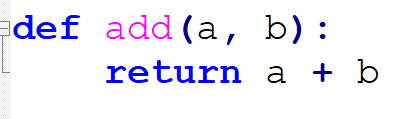 def add(a, b):
    return a + b